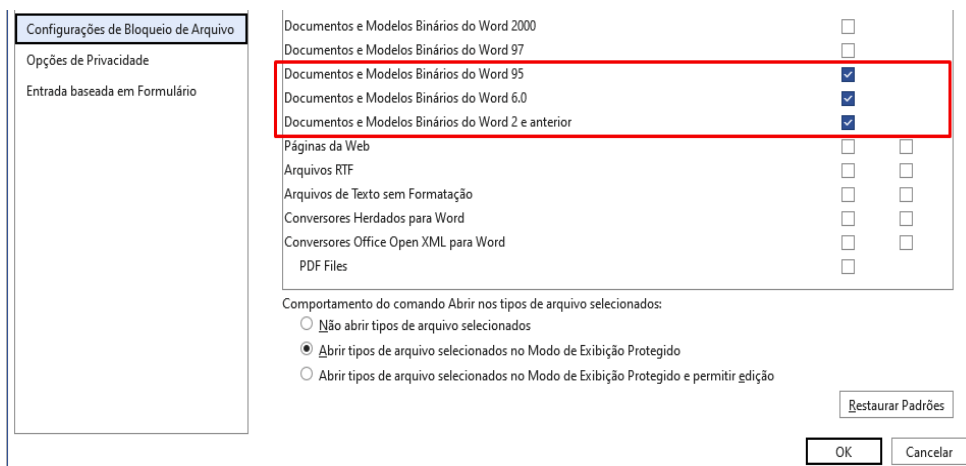 Configurações de Bloqueio de Arquivo
Opções de Privacidade
Entrada baseada em Formulário
Documentos e Modelos Binários do Word 2000
Documentos e Modelos Binários do Word 97
Documentos e Modelos Binários do Word 95
Documentos e Modelos Binários do Word 6.0
Documentos e Modelos Binários do Word 2 e anterior
Páginas da Web
Arquivos RTF
Arquivos de Texto sem Formatação
Conversores Herdados para Word
Conversores Office Open XML para Word
PDF Files
Comportamento do comando Abrir nos tipos de arquivo selecionados:
Não abrir tipos de arquivo selecionados
Abrir tipos de arquivo selecionados no Modo de Exibição Protegido
Abrir tipos de arquivo selecionados no Modo de Exibição Protegido e permitir edição
Restaurar Padrões
OK
Cancelar